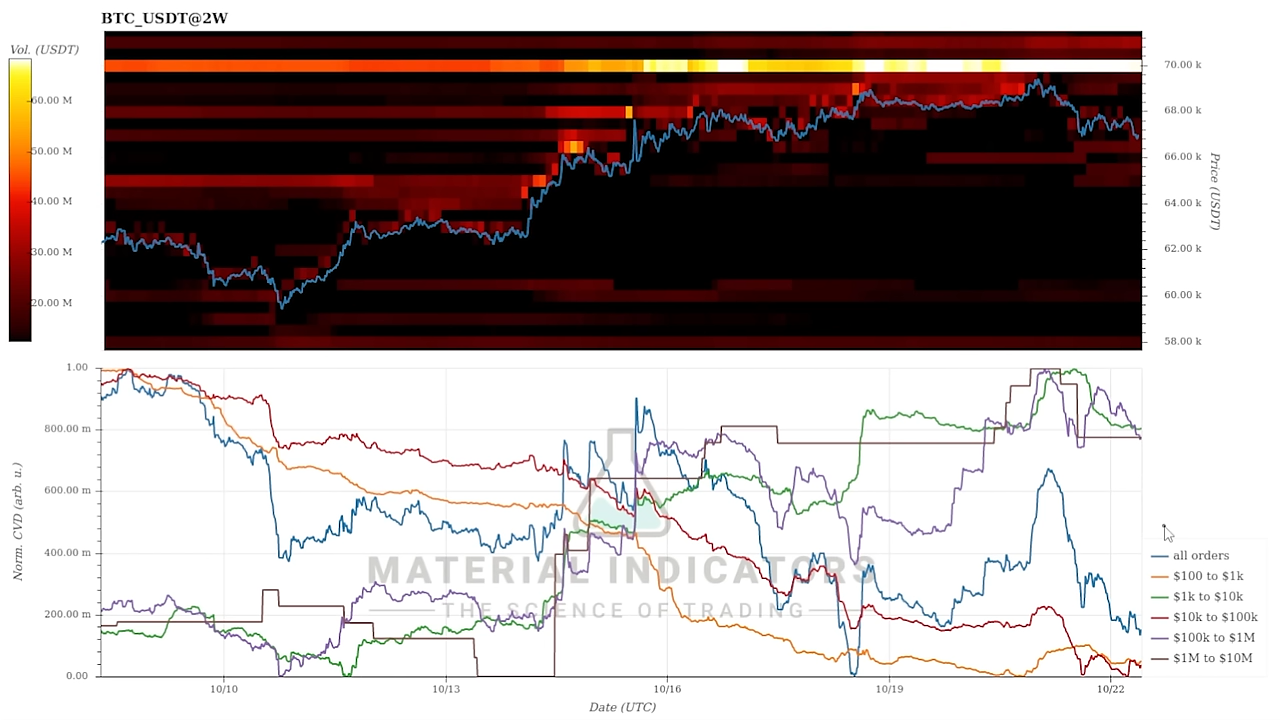 BTC_USDT@2W
Vol. (USDT)
60.00 M
50.00 M
40.00 M
30.00 M
20.00 M
70.00 k
68.00 k
66.00 k
64.00 k
62.00 k
60.00 k
58.00 k
Price (USDT)
1.00
800.00 m
600.00 m
400.00 m
200.00 m
0.00
Norm. CVD (arb. u.)
MATERIAL INDICATORS
THE SCIENCE OF TRADING
all orders
$100 to $1k
$1k to $10k
$10k to $100k
$100k to $1M
$1M to $10M
10/10
10/13
10/16
10/19
10/22
Date (UTC)